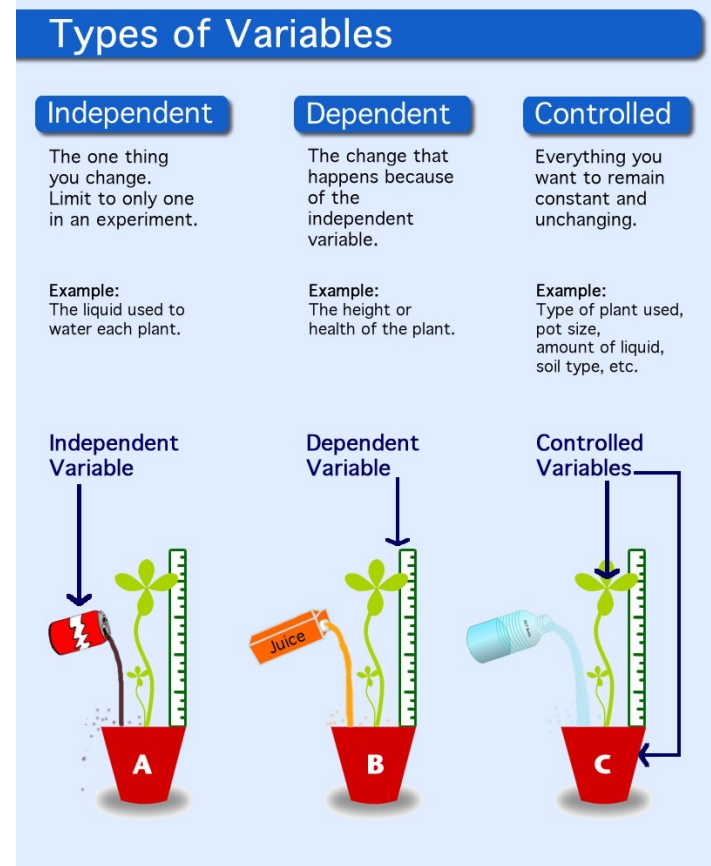 Types of Variables
Independent
The one thing
you change.
Limit to only one
in an experiment.
Example:
The liquid used to
water each plant.
Dependent
The change that
happens because
of the
independent
variable.
Example:
The height or
health of the plant.
Controlled
Everything you
want to remain
constant and
unchanging.
Example:
Type of plant used,
pot size,
amount of liquid,
soil type, etc.
Independent
Variable
Dependent
Variable
Controlled
Variables
Juice
A
B
C